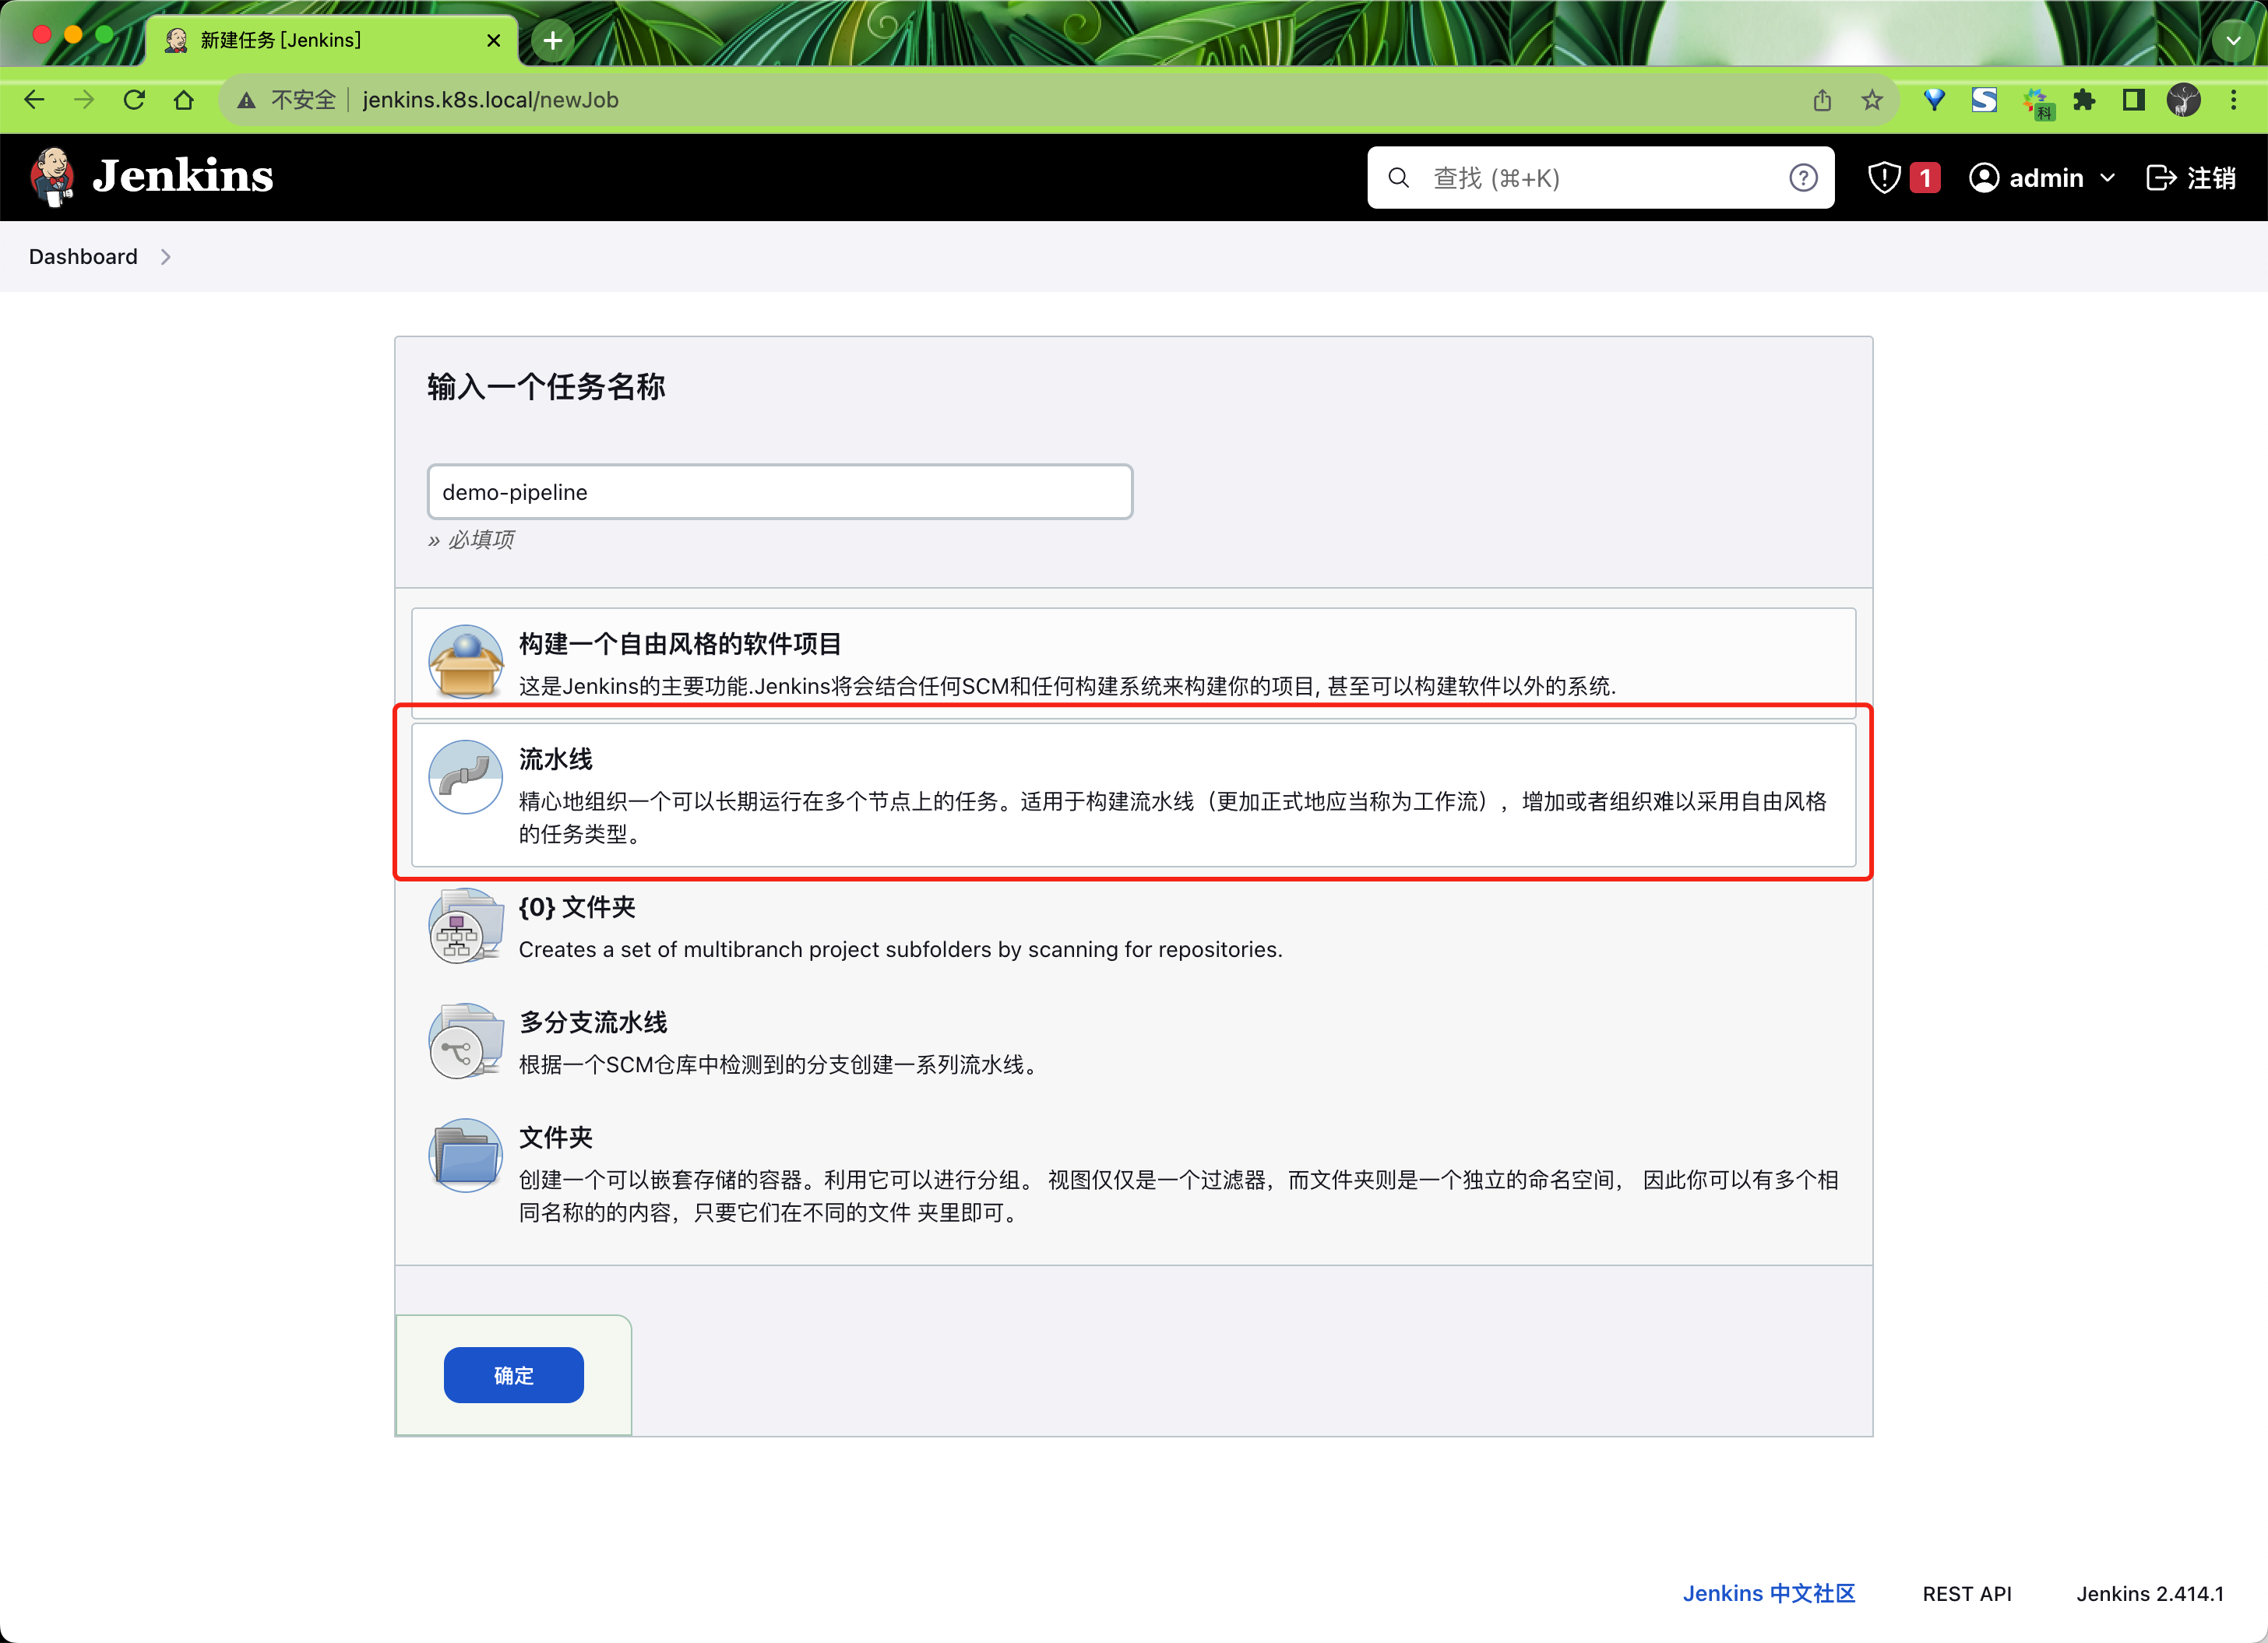 新建任务 [Jenkins]
不安全 jenkins.k8s.local/newJob
科
Jenkins
查找 (⌘+K)
1
admin
注销
Dashboard
输入一个任务名称
demo-pipeline
» 必填项
构建一个自由风格的软件项目
这是Jenkins的主要功能.Jenkins将会结合任何SCM和任何构建系统来构建你的项目, 甚至可以构建软件以外的系统.
流水线
精心地组织一个可以长期运行在多个节点上的任务。适用于构建流水线（更加正式地应当称为工作流），增加或者组织难以采用自由风格
的任务类型。
{0} 文件夹
Creates a set of multibranch project subfolders by scanning for repositories.
多分支流水线
根据一个SCM仓库中检测到的分支创建一系列流水线。
文件夹
创建一个可以嵌套存储的容器。利用它可以进行分组。 视图仅仅是一个过滤器，而文件夹则是一个独立的命名空间， 因此你可以有多个相
同名称的的内容，只要它们在不同的文件 夹里即可。
确定
Jenkins 中文社区
REST API
Jenkins 2.414.1